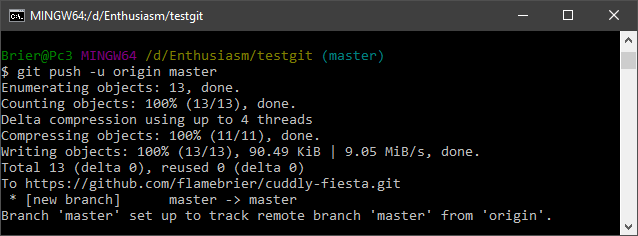 MINGW64:/d/Enthusiasm/testgit
Brier@Pc3 MINGW64 /d/Enthusiasm/testgit (master)
$ git push -u origin master
Enumerating objects: 13, done.
Counting objects: 100% (13/13), done.
Delta compression using up to 4 threads
Compressing objects: 100% (11/11), done.
Writing objects: 100% (13/13), 90.49 KiB | 9.05 MiB/s, done.
Total 13 (delta 0), reused 0 (delta 0)
To https://github.com/flamebrier/cuddly-fiesta.git
 * [new branch]      master -> master
Branch 'master' set up to track remote branch 'master' from 'origin'.